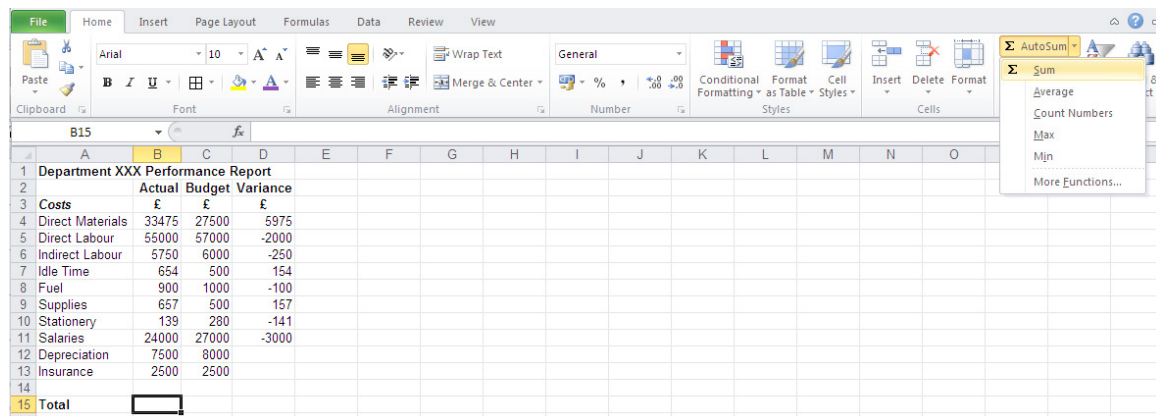 File Home Insert Page Layout Formulas Data Review View
Arial 10 A A Wrap Text General Σ AutoSum
Paste B I U A Merge & Center % , .0 .00 .00 .0 Conditional Formatting Format as Table Cell Styles Insert Delete Format
Clipboard Font Alignment Number Styles Cells
Σ Sum
Average
Count Numbers
Max
Min
More Functions...
B15 fx
A B C D E F G H I J K L M N O
1 Department XXX Performance Report
2 Actual Budget Variance
3 Costs £ £ £
4 Direct Materials 33475 27500 5975
5 Direct Labour 55000 57000 -2000
6 Indirect Labour 5750 6000 -250
7 Idle Time 654 500 154
8 Fuel 900 1000 -100
9 Supplies 657 500 157
10 Stationery 139 280 -141
11 Salaries 24000 27000 -3000
12 Depreciation 7500 8000
13 Insurance 2500 2500
14
15 Total